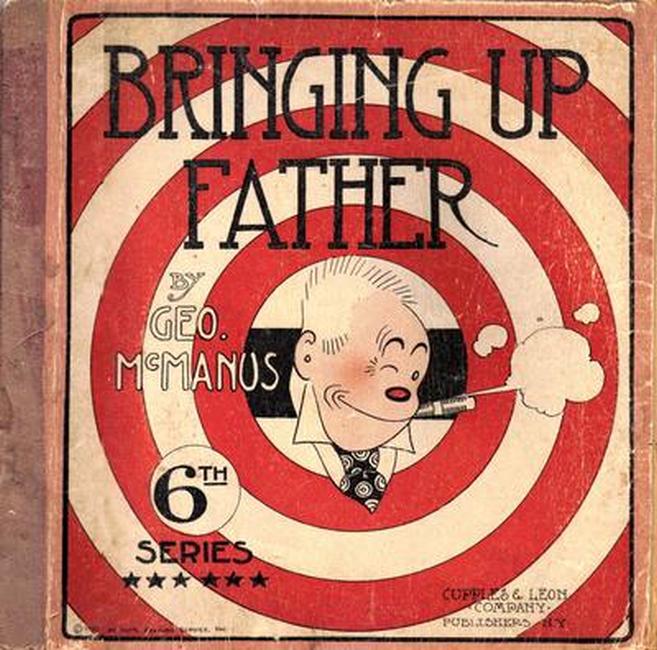 BRINGING UP
FATHER
BY
GEO.
McMANUS
6TH
SERIES
CUPPLES & LEON
COMPANY
PUBLISHERS N.Y.